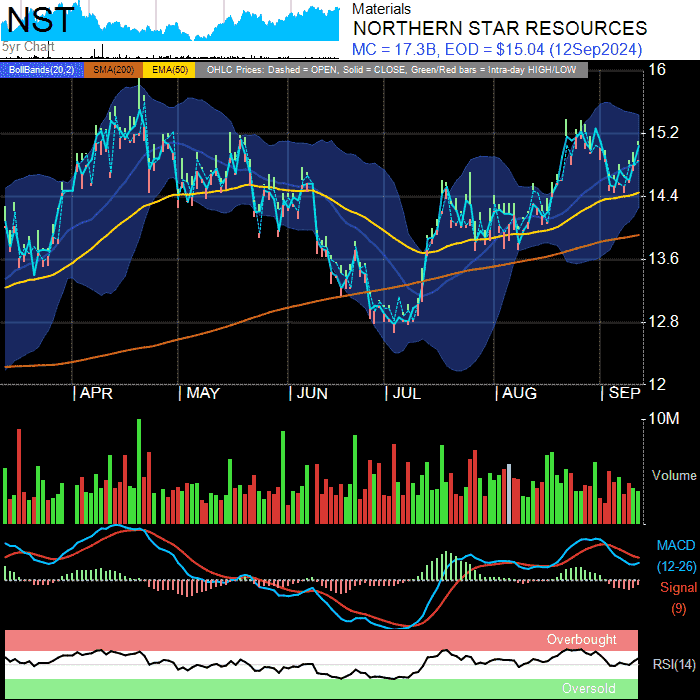 NST
5yr Chart
Materials
NORTHERN STAR RESOURCES
MC = 17.3B, EOD = $15.04 (12Sep2024)
BollBands(20,2) SMA(200) EMA(50) OHLC Prices: Dashed = OPEN, Solid = CLOSE, Green/Red bars = Intra-day HIGH/LOW
16
15.2
14.4
13.6
12.8
12
APR MAY JUN JUL AUG SEP
10M
Volume
MACD
(12-26)
Signal
(9)
Overbought
RSI(14)
Oversold